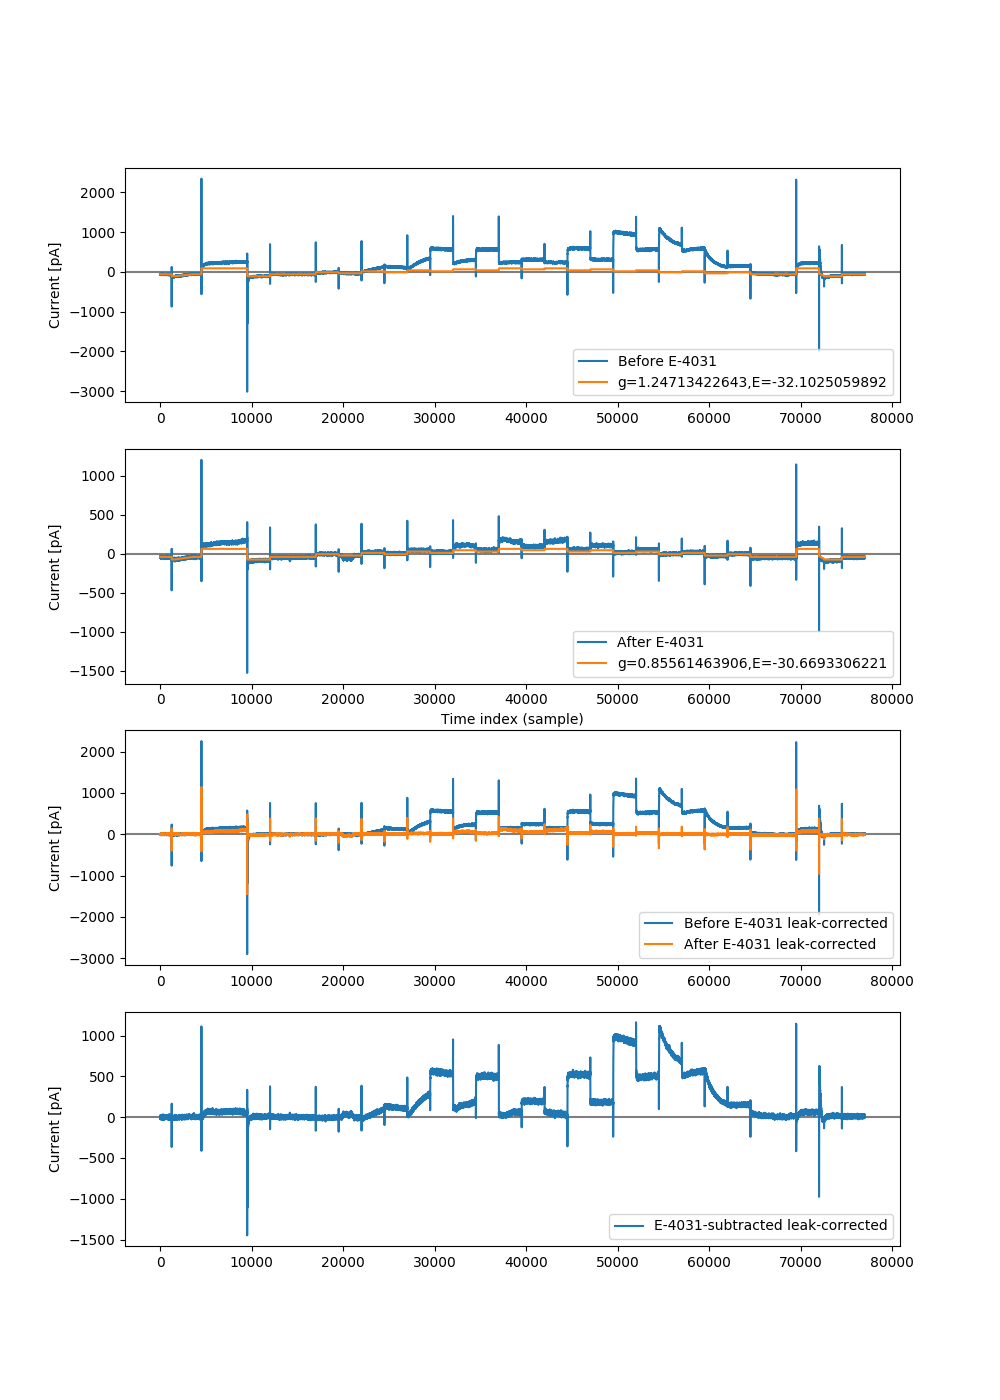 2000
1000
0
−1000
−2000
−3000
Current [pA]
Before E-4031
g=1.24713422643,E=-32.1025059892
0 10000 20000 30000 40000 50000 60000 70000 80000
1000
500
0
−500
−1000
−1500
Current [pA]
After E-4031
g=0.85561463906,E=-30.6693306221
0 10000 20000 30000 40000 50000 60000 70000 80000
Time index (sample)
2000
1000
0
−1000
−2000
−3000
Current [pA]
Before E-4031 leak-corrected
After E-4031 leak-corrected
0 10000 20000 30000 40000 50000 60000 70000 80000
1000
500
0
−500
−1000
−1500
Current [pA]
E-4031-subtracted leak-corrected
0 10000 20000 30000 40000 50000 60000 70000 80000